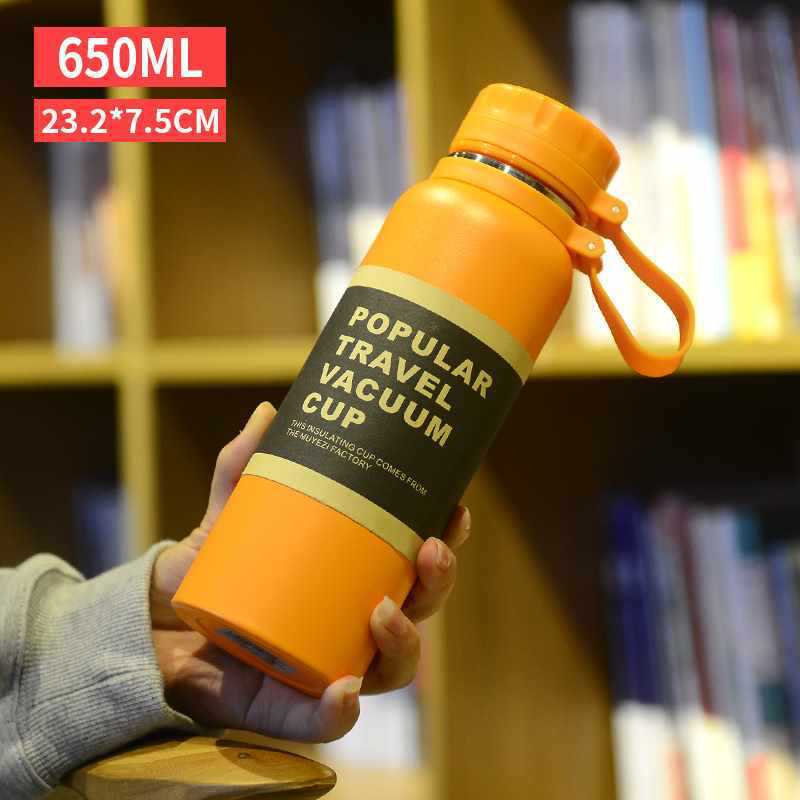 650ML
23.2*7.5CM
POPULAR
TRAVEL
VACUUM
CUP
THIS INSULATING CUP COMES FROM
THE MUYEZI FACTORY